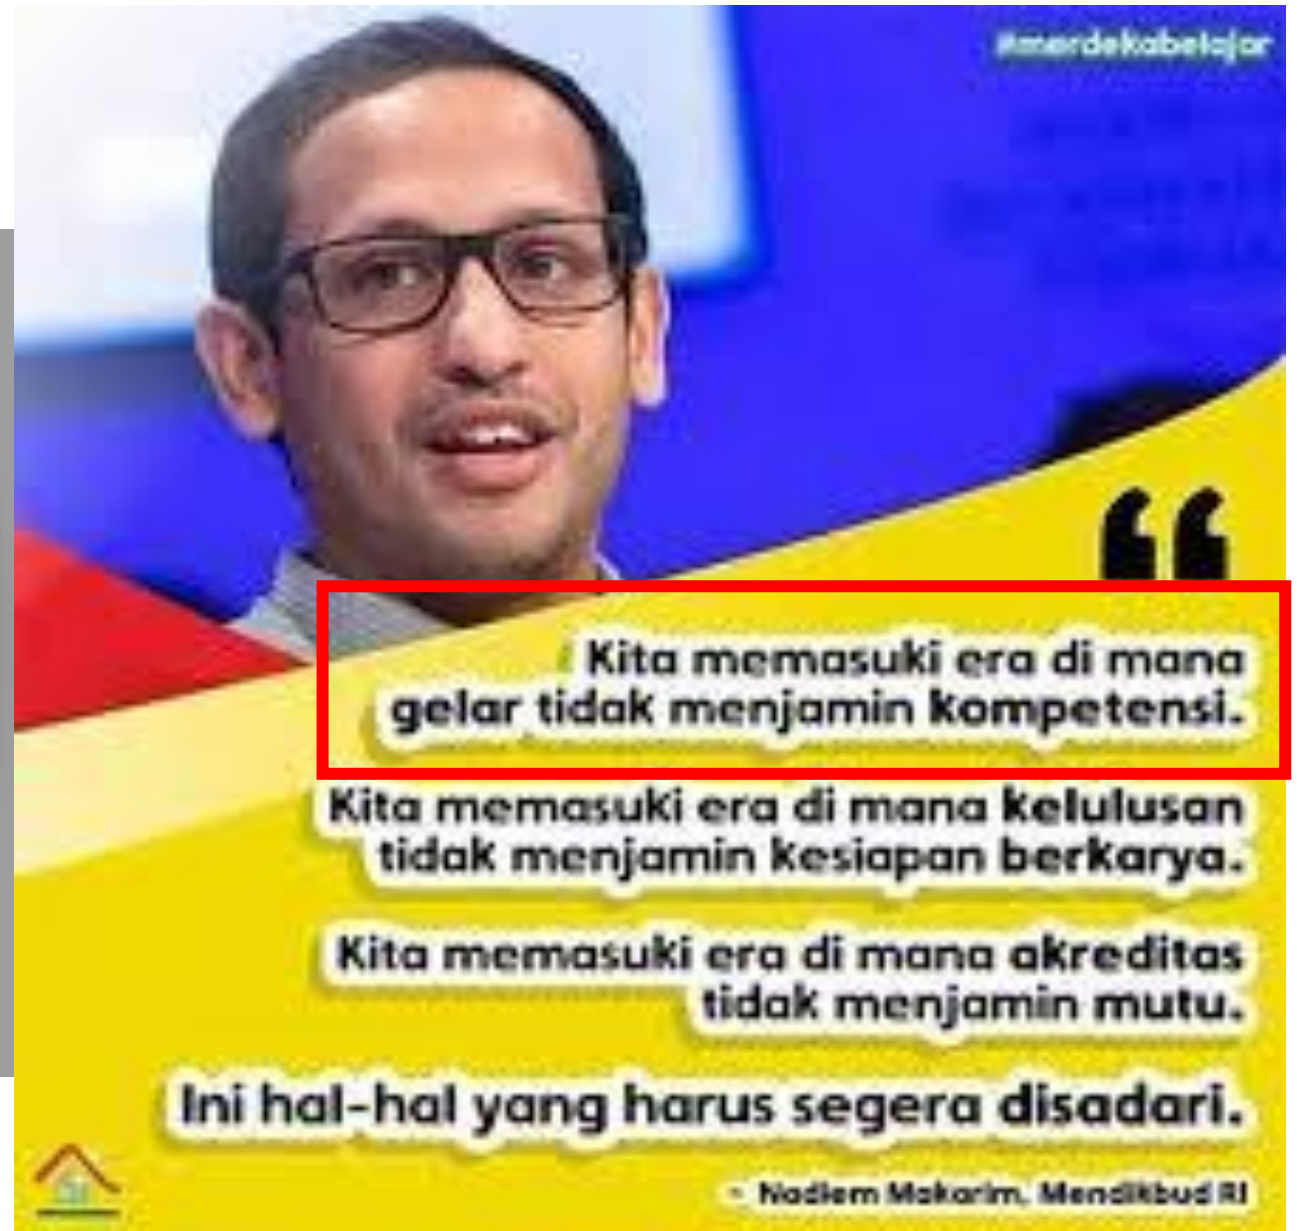 #merdekabelajar
“
Kita memasuki era di mana
gelar tidak menjamin kompetensi.
Kita memasuki era di mana kelulusan
tidak menjamin kesiapan berkarya.
Kita memasuki era di mana akreditas
tidak menjamin mutu.
Ini hal-hal yang harus segera disadari.
- Nadiem Makarim, Mendikbud RI